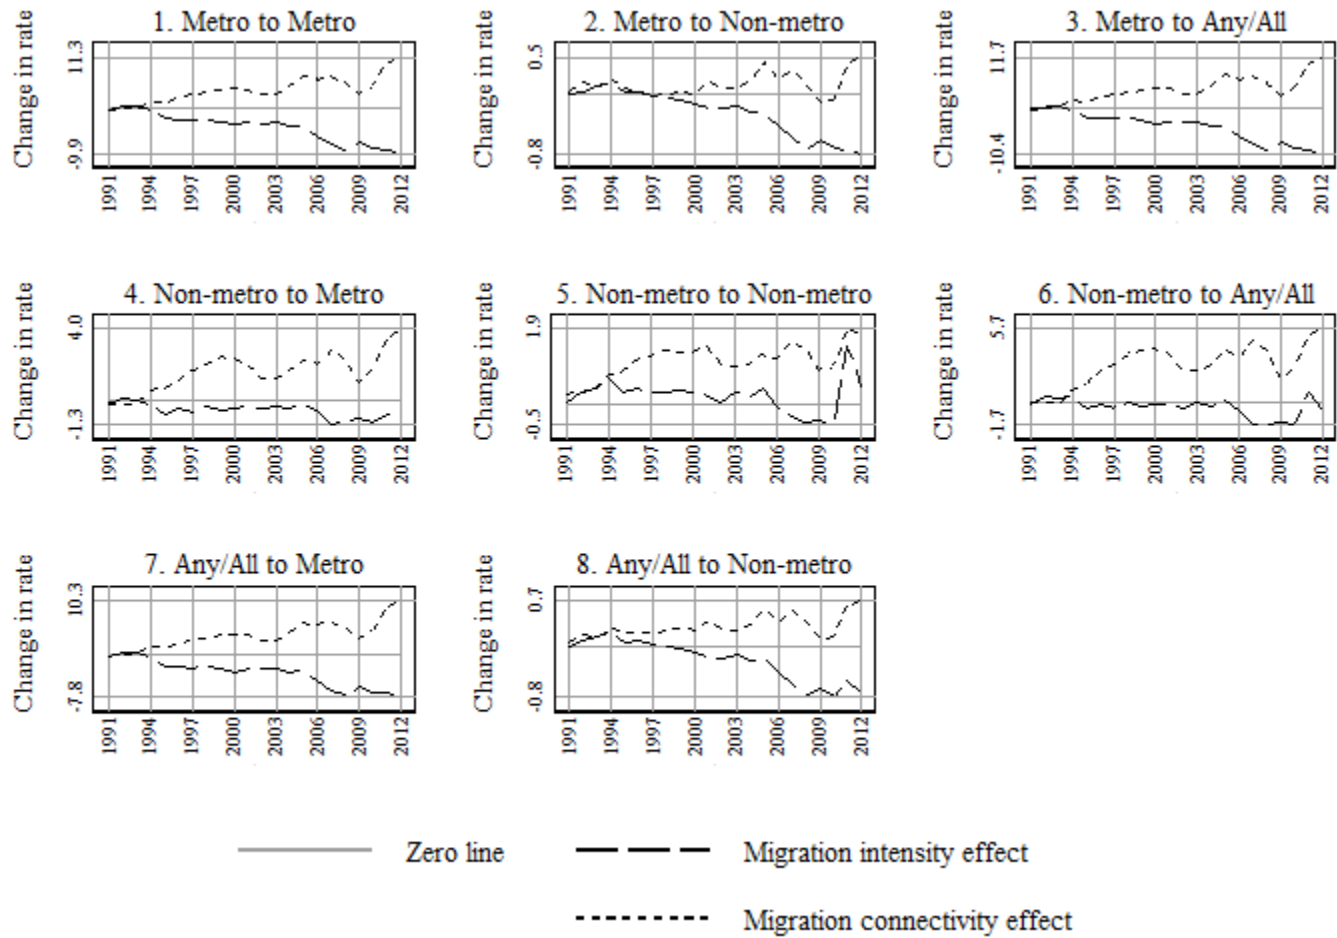 1. Metro to Metro
Change in rate
11.3
-9.9
1991 1994 1997 2000 2003 2006 2009 2012
2. Metro to Non-metro
Change in rate
0.5
-0.8
1991 1994 1997 2000 2003 2006 2009 2012
3. Metro to Any/All
Change in rate
11.7
-10.4
1991 1994 1997 2000 2003 2006 2009 2012
4. Non-metro to Metro
Change in rate
4.0
-1.3
1991 1994 1997 2000 2003 2006 2009 2012
5. Non-metro to Non-metro
Change in rate
1.9
-0.5
1991 1994 1997 2000 2003 2006 2009 2012
6. Non-metro to Any/All
Change in rate
5.7
-1.7
1991 1994 1997 2000 2003 2006 2009 2012
7. Any/All to Metro
Change in rate
10.3
-7.8
1991 1994 1997 2000 2003 2006 2009 2012
8. Any/All to Non-metro
Change in rate
0.7
-0.8
1991 1994 1997 2000 2003 2006 2009 2012
Zero line
Migration intensity effect
Migration connectivity effect